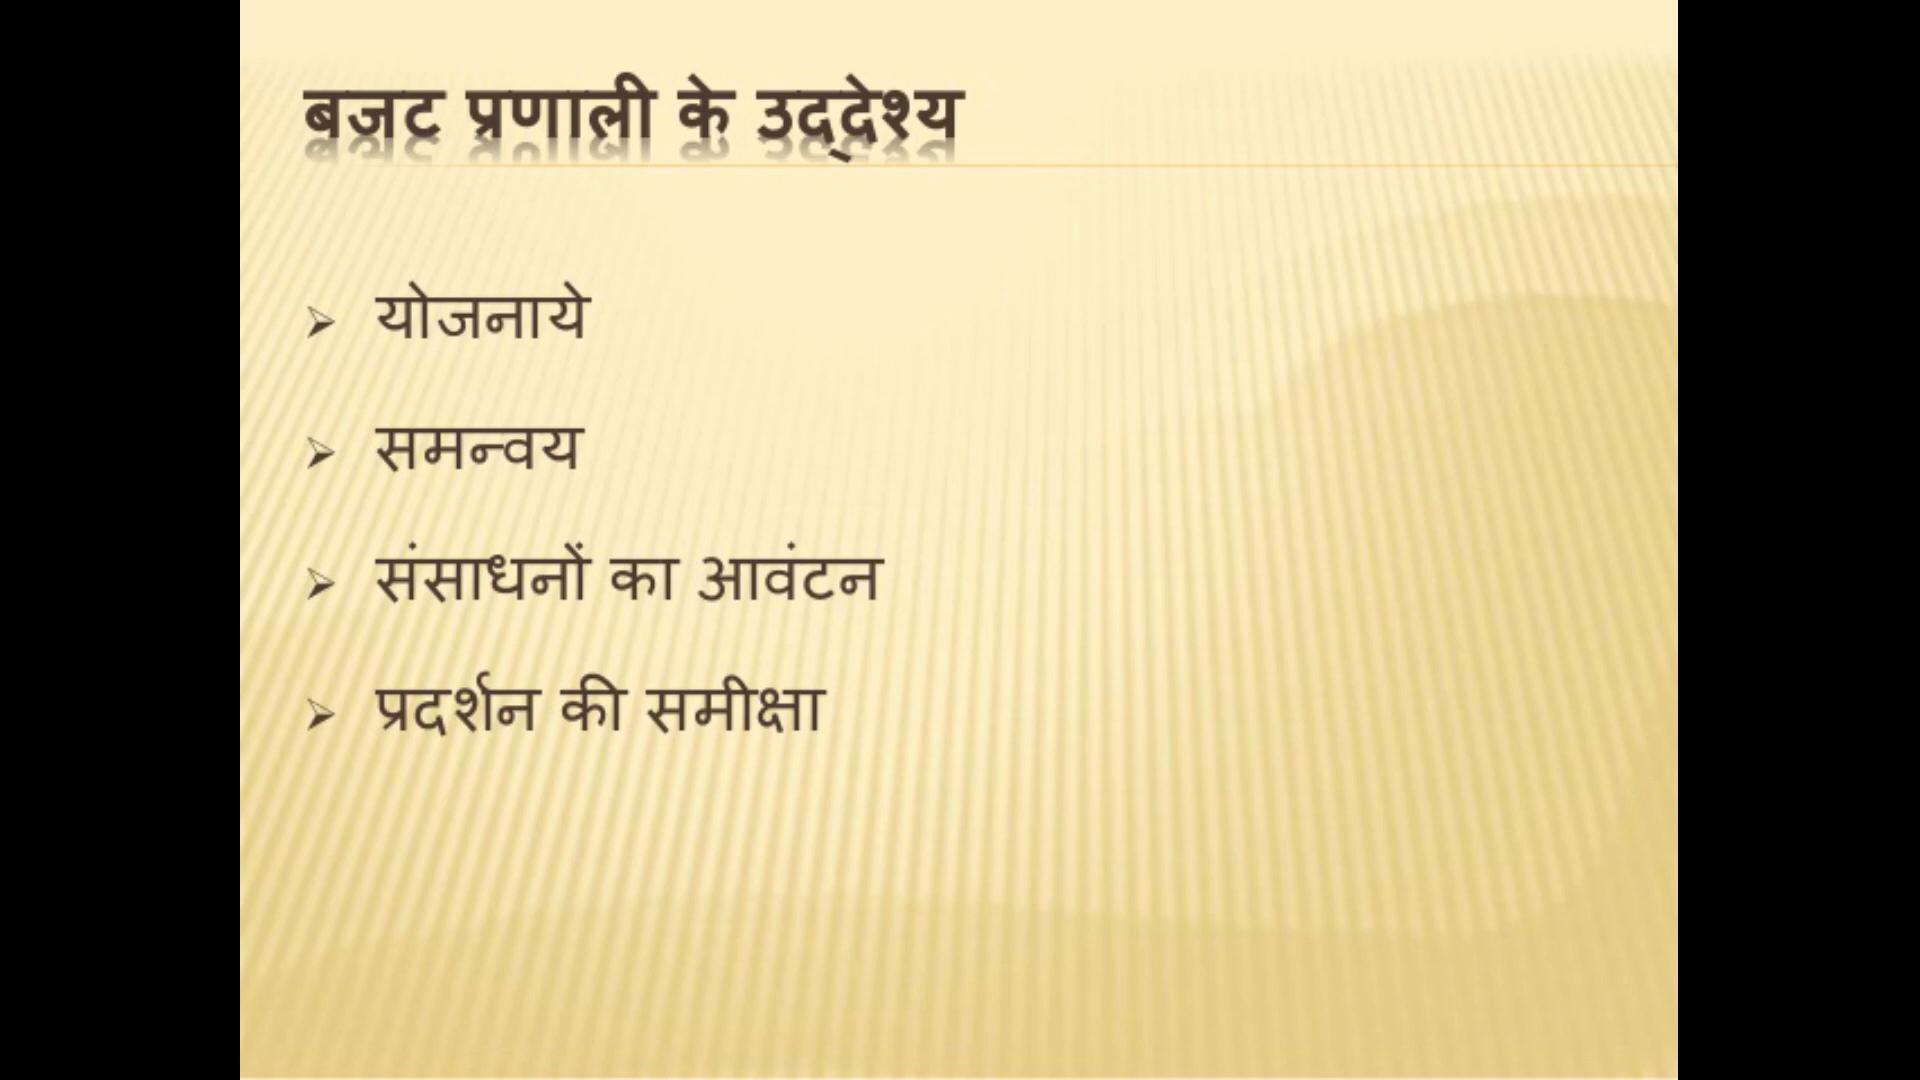 बजट प्रणाली के उद्देश्य
योजनाये
समन्वय
संसाधनों का आवंटन
प्रदर्शन की समीक्षा